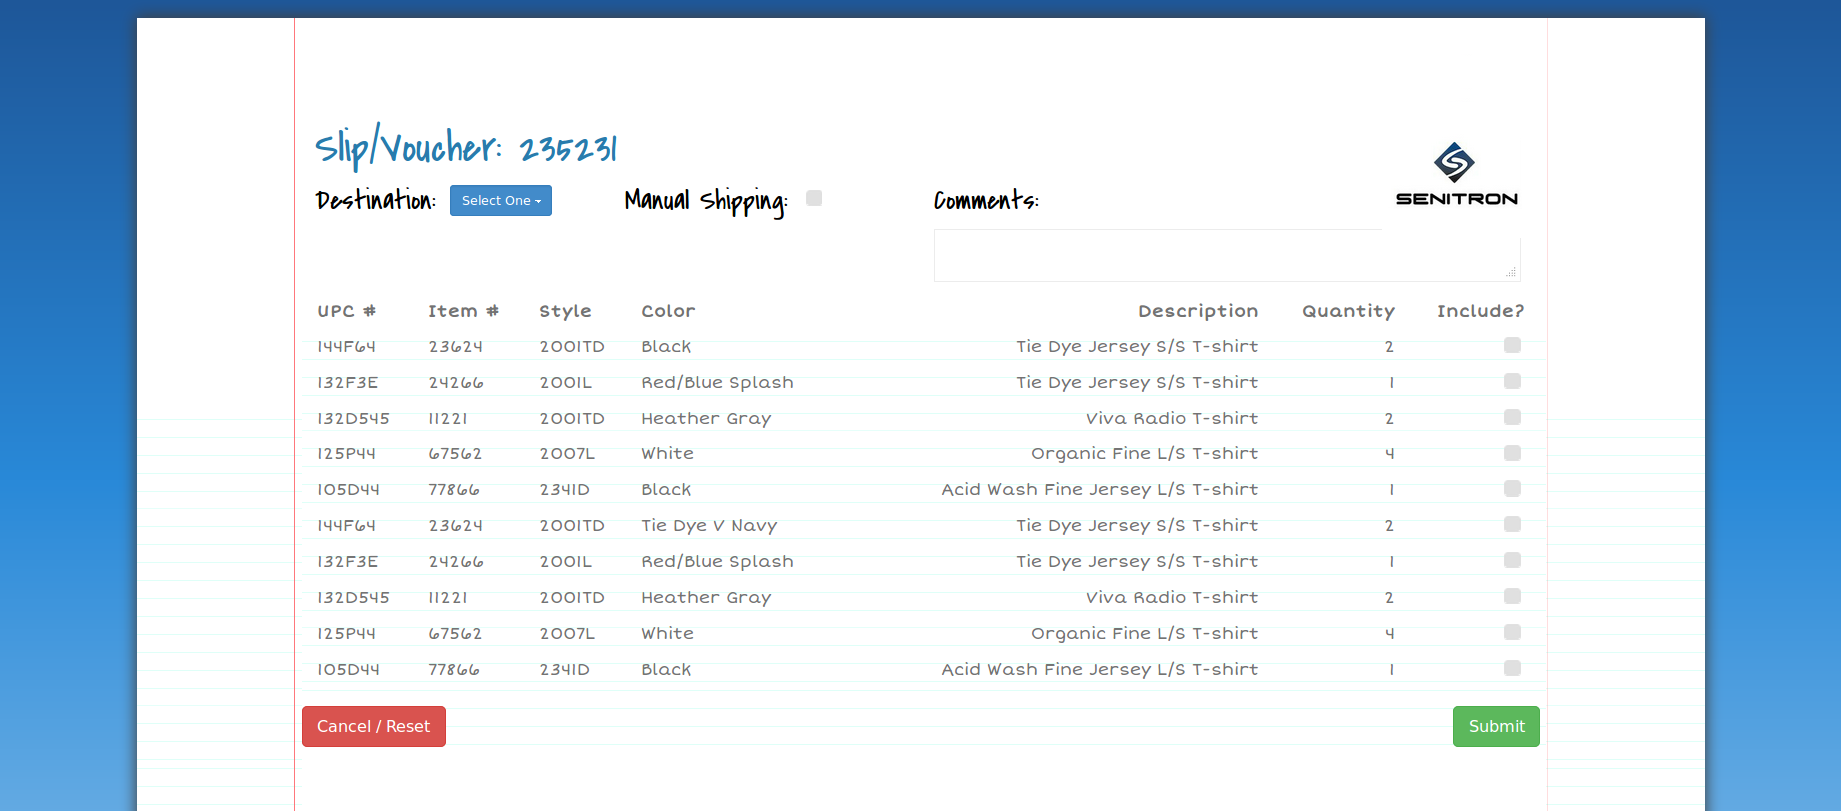 Slip/Voucher: 235231
SENITRON
Destination: Select One Manual Shipping: Comments:
UPC # Item # Style Color Description Quantity Include?
144F64 23624 2001TD Black Tie Dye Jersey S/S T-shirt 2
132F3E 24266 2001L Red/Blue Splash Tie Dye Jersey S/S T-shirt 1
132D545 11221 2001TD Heather Gray Viva Radio T-shirt 2
125P44 67562 2007L White Organic Fine L/S T-shirt 4
105D44 77866 2341D Black Acid Wash Fine Jersey L/S T-shirt 1
144F64 23624 2001TD Tie Dye V Navy Tie Dye Jersey S/S T-shirt 2
132F3E 24266 2001L Red/Blue Splash Tie Dye Jersey S/S T-shirt 1
132D545 11221 2001TD Heather Gray Viva Radio T-shirt 2
125P44 67562 2007L White Organic Fine L/S T-shirt 4
105D44 77866 2341D Black Acid Wash Fine Jersey L/S T-shirt 1
Cancel / Reset Submit